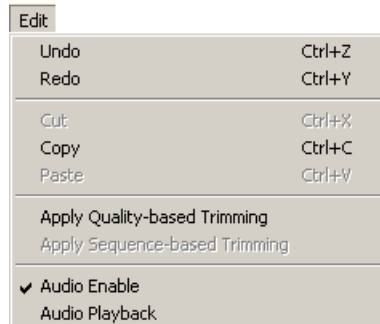 Edit
Undo Ctrl+Z
Redo Ctrl+Y
Cut Ctrl+X
Copy Ctrl+C
Paste Ctrl+V
Apply Quality-based Trimming
Apply Sequence-based Trimming
Audio Enable
Audio Playback